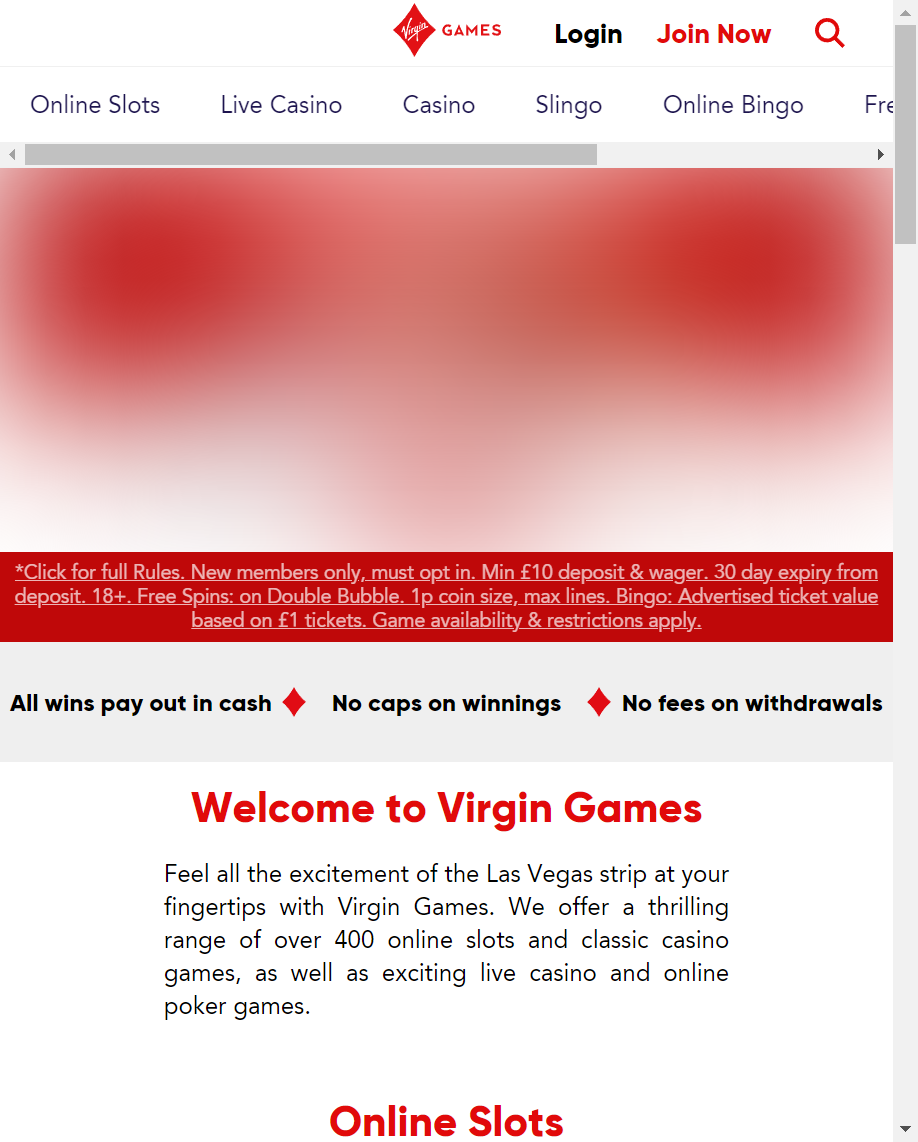 Virgin GAMES Login Join Now
Online Slots Live Casino Casino Slingo Online Bingo Fre
*Click for full Rules. New members only, must opt in. Min £10 deposit & wager. 30 day expiry from
deposit. 18+. Free Spins: on Double Bubble. 1p coin size, max lines. Bingo: Advertised ticket value
based on £1 tickets. Game availability & restrictions apply.
All wins pay out in cash No caps on winnings No fees on withdrawals
Welcome to Virgin Games
Feel all the excitement of the Las Vegas strip at your
fingertips with Virgin Games. We offer a thrilling
range of over 400 online slots and classic casino
games, as well as exciting live casino and online
poker games.
Online Slots